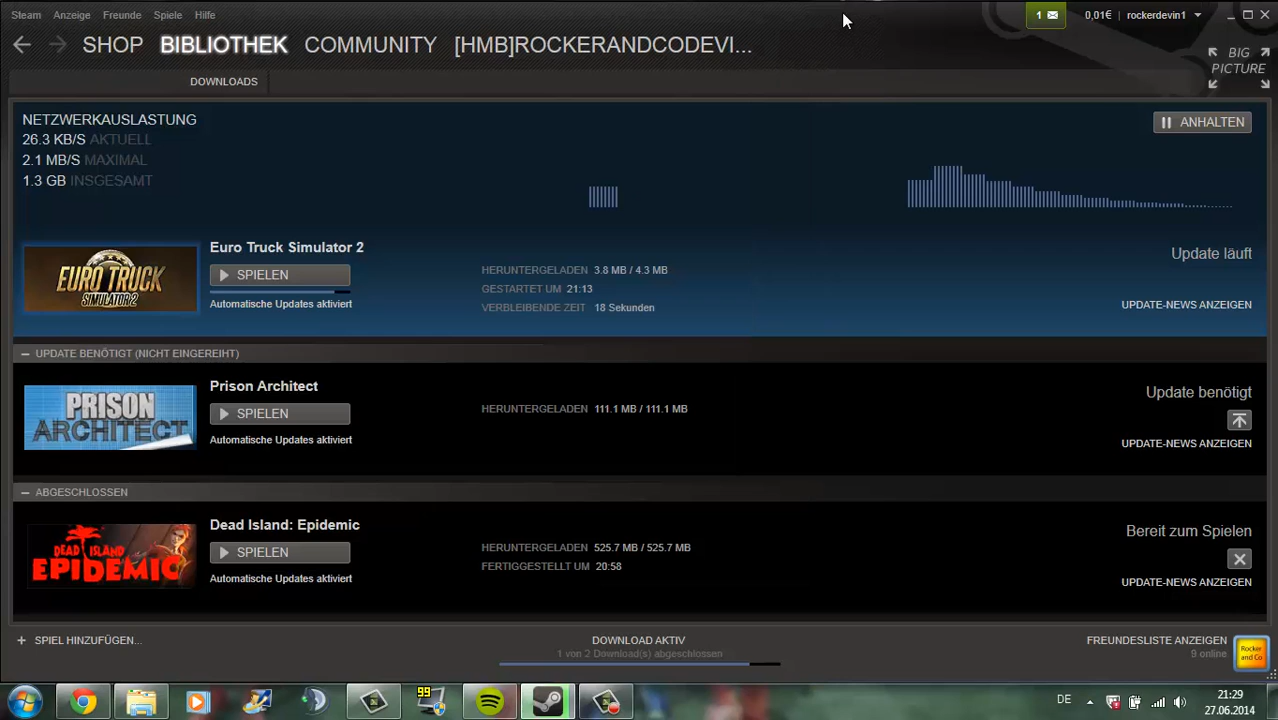 Steam Anzeige Freunde Spiele Hilfe 1 0,01€ rockerdevin1
SHOP BIBLIOTHEK COMMUNITY [HMB]ROCKERANDCODEVI... BIG PICTURE
DOWNLOADS
NETZWERKAUSLASTUNG ANHALTEN
26.3 KB/S AKTUELL
2.1 MB/S MAXIMAL
1.3 GB INSGESAMT
EURO TRUCK
SIMULATOR 2
Euro Truck Simulator 2
SPIELEN
Automatische Updates aktiviert
HERUNTERGELADEN 3.8 MB / 4.3 MB
GESTARTET UM 21:13
VERBLEIBENDE ZEIT 18 Sekunden
Update läuft
UPDATE-NEWS ANZEIGEN
UPDATE BENÖTIGT (NICHT EINGEREIHT)
PRISON
ARCHITECT
Prison Architect
SPIELEN
Automatische Updates aktiviert
HERUNTERGELADEN 111.1 MB / 111.1 MB
Update benötigt
UPDATE-NEWS ANZEIGEN
ABGESCHLOSSEN
DEAD ISLAND
EPIDEMIC
Dead Island: Epidemic
SPIELEN
Automatische Updates aktiviert
HERUNTERGELADEN 525.7 MB / 525.7 MB
FERTIGGESTELLT UM 20:58
Bereit zum Spielen
UPDATE-NEWS ANZEIGEN
+ SPIEL HINZUFÜGEN...
DOWNLOAD AKTIV
1 von 2 Download(s) abgeschlossen
FREUNDESLISTE ANZEIGEN
9 online
Rocker
and Co
99
DE
21:29
27.06.2014